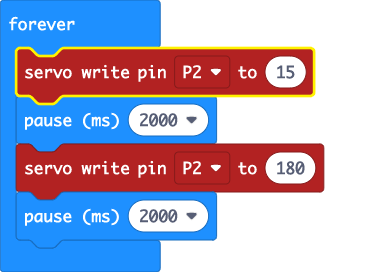 forever
servo write pin P2 to 15
pause (ms) 2000
servo write pin P2 to 180
pause (ms) 2000